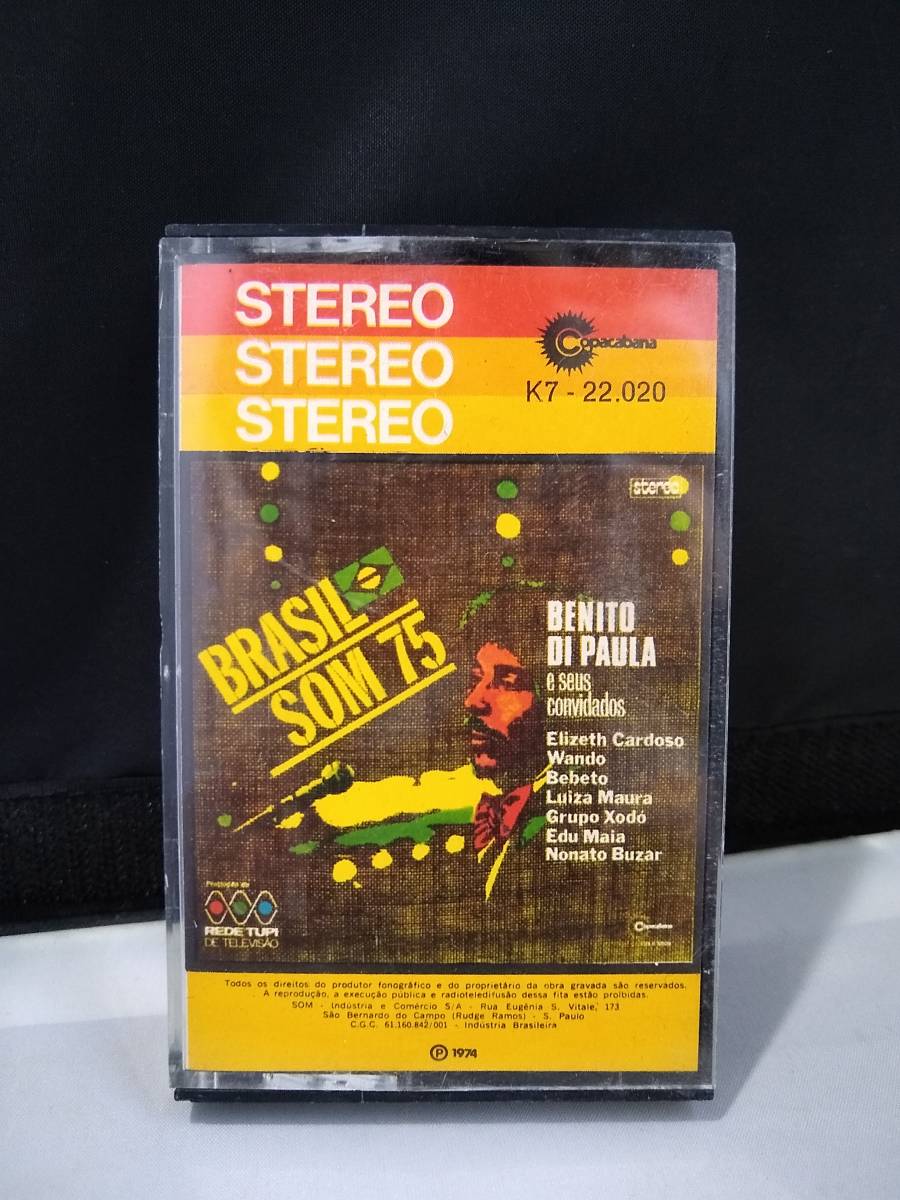 STEREO
STEREO
STEREO
Copacabana
K7 - 22.020
stereo
BRASIL
SOM 75
BENITO
DI PAULA
e seus
convidados
Elizeth Cardoso
Wando
Bebeto
Luiza Maura
Grupo Xodó
Edu Maia
Nonato Buzar
Produção da
REDE TUPI
DE TELEVISÃO
Copacabana
Todos os direitos do produtor fonográfico e do proprietário da obra gravada são reservados.
A reprodução, a execução pública e radioteledifusão dessa fita estão proibidas.
SOM - Indústria e Comércio S/A - Rua Eugênia S. Vitale, 173
São Bernardo do Campo (Rudge Ramos) - S. Paulo
C.G.C. 61.160.842/001 - Indústria Brasileira
Ⓟ 1974